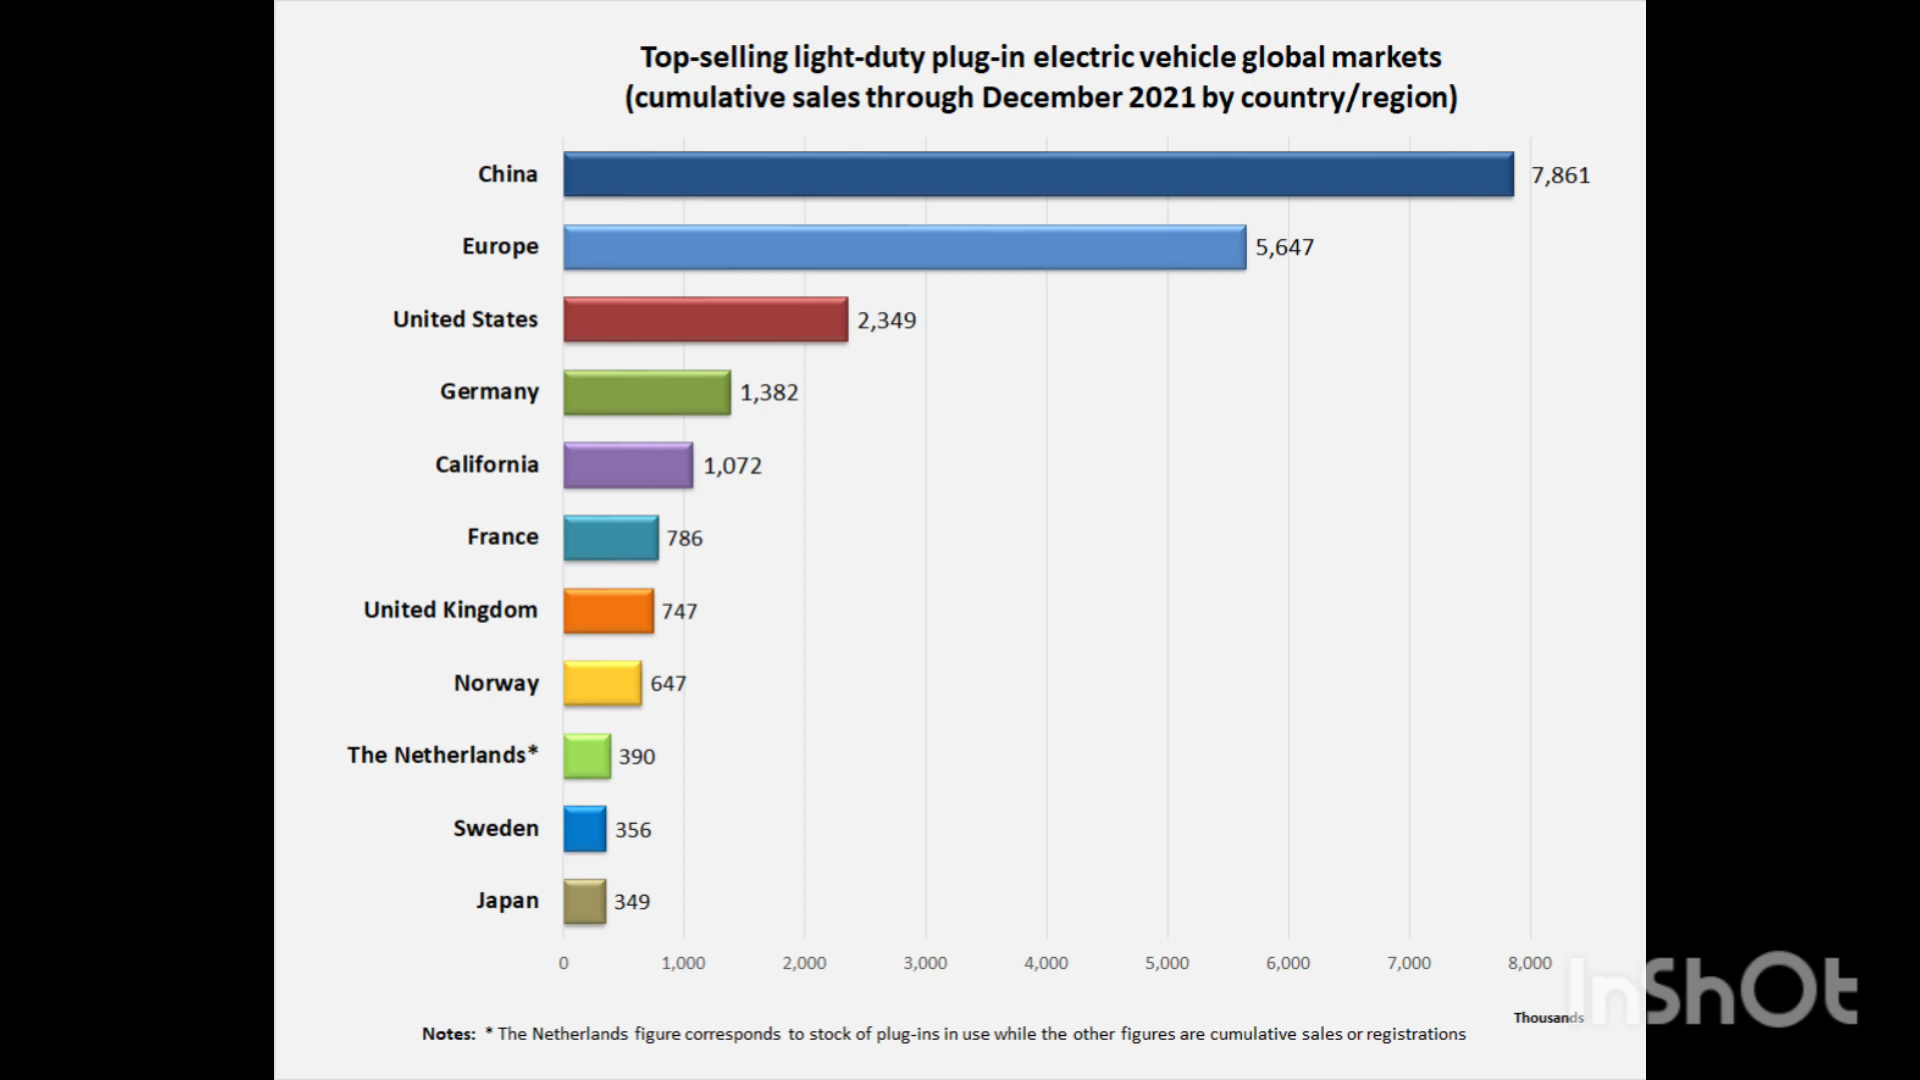 Top-selling light-duty plug-in electric vehicle global markets
(cumulative sales through December 2021 by country/region)
China 7,861
Europe 5,647
United States 2,349
Germany 1,382
California 1,072
France 786
United Kingdom 747
Norway 647
The Netherlands* 390
Sweden 356
Japan 349
0 1,000 2,000 3,000 4,000 5,000 6,000 7,000 8,000
Thousands
Notes: * The Netherlands figure corresponds to stock of plug-ins in use while the other figures are cumulative sales or registrations
InShOt